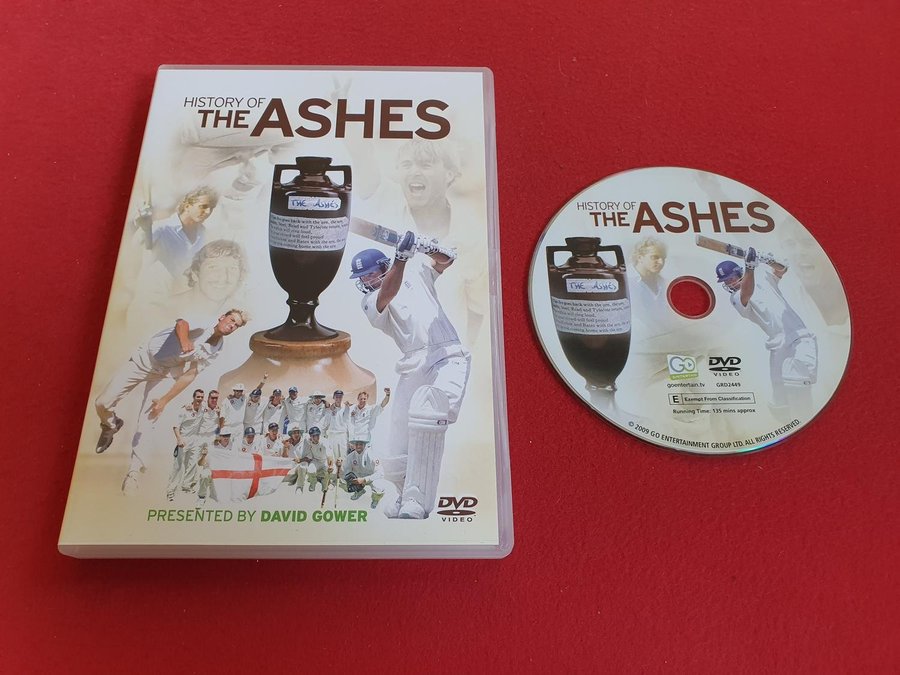 HISTORY OF
THE ASHES
THE ASHES
PRESENTED BY DAVID GOWER
DVD
VIDEO
HISTORY OF
THE ASHES
THE ASHES
GO
goentertain.tv
DVD
VIDEO
GRD2449
E Exempt From Classification
Running Time: 135 mins approx
© 2009 GO ENTERTAINMENT GROUP LTD. ALL RIGHTS RESERVED.